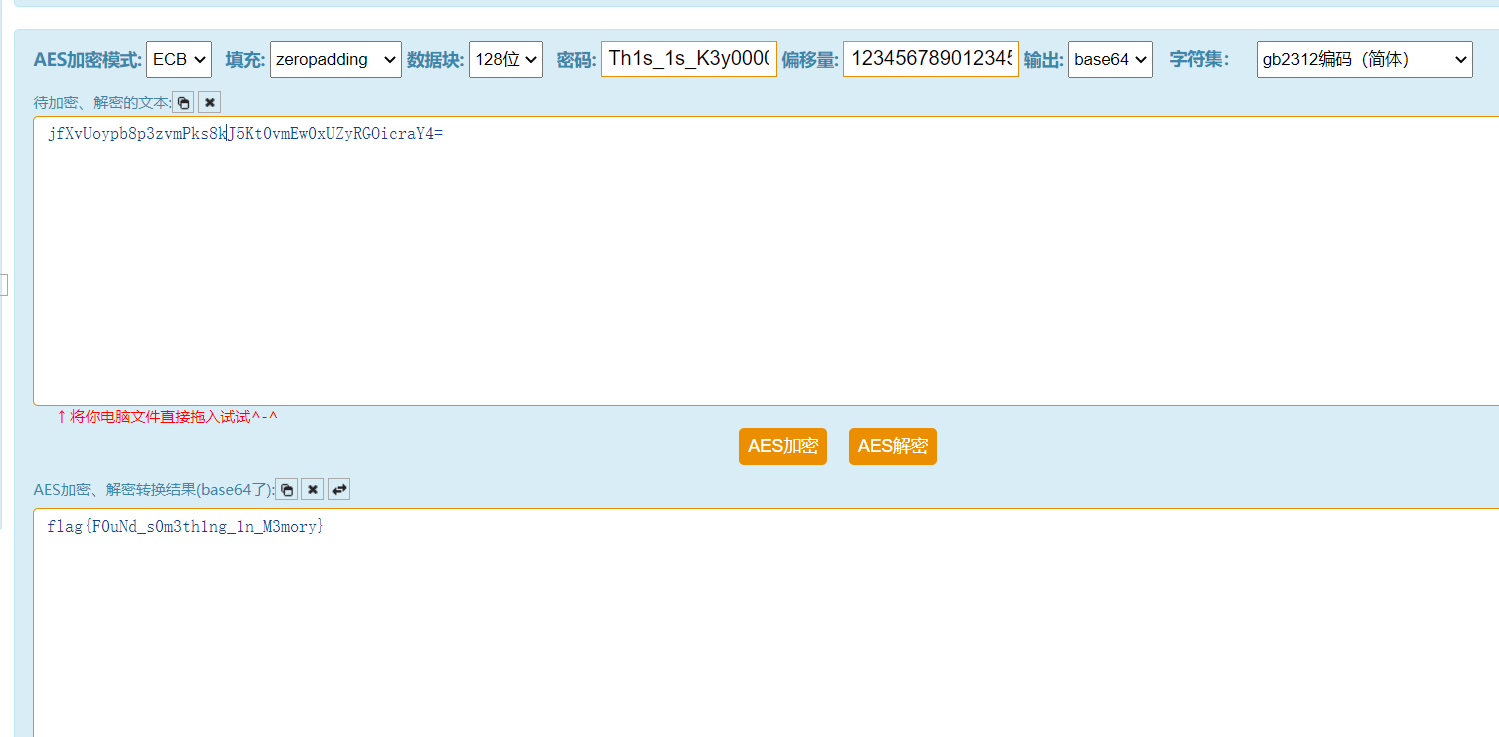 AES加密模式: ECB 填充: zeropadding 数据块: 128位 密码: Th1s_1s_K3y000 偏移量: 123456789012345 输出: base64 字符集: gb2312编码（简体）
待加密、解密的文本:
jfXvUoypb8p3zvmPks8kJ5Kt0vmEw0xUZyRGOicraY4=
↑将你电脑文件直接拖入试试^-^
AES加密 AES解密
AES加密、解密转换结果(base64了):
flag{F0uNd_s0m3th1ng_1n_M3mory}